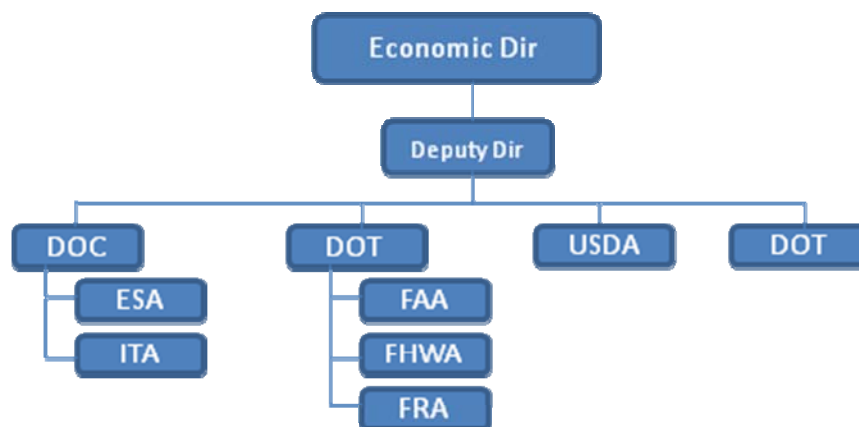 Economic Dir
Deputy Dir
DOC
DOT
USDA
DOT
ESA
FAA
ITA
FHWA
FRA